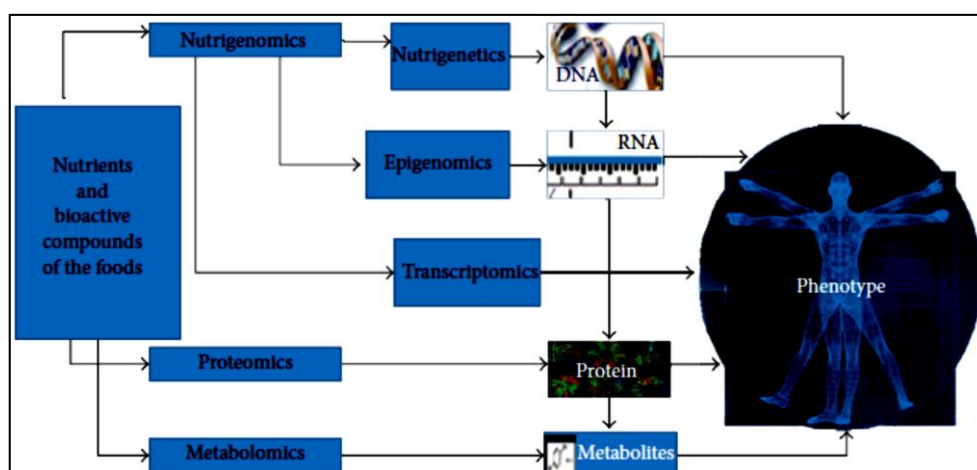 Nutrigenomics
Nutrigenetics
DNA
Nutrients
and
bioactive
compounds
of the foods
Epigenomics
RNA
Transcriptomics
Phenotype
Proteomics
Protein
Metabolomics
Metabolites